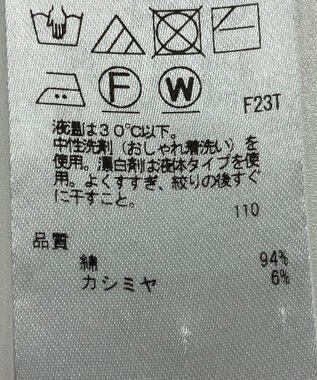 F
W
F23T
液温は30℃以下。
中性洗剤(おしゃれ着洗い)を
使用。漂白剤は液体タイプを使
用。よくすすぎ、絞りの後すぐ
に干すこと。
110
品質
綿 94%
カシミヤ 6%